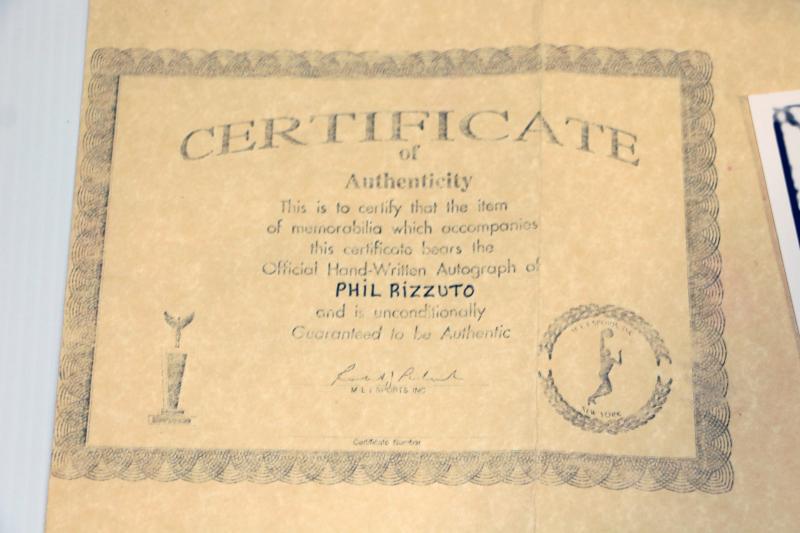 CERTIFICATE
of
Authenticity
This is to certify that the item
of memorabilia which accompanies
this certificate bears the
Official Hand-Written Autograph of
PHIL RIZZUTO
and is unconditionally
Guaranteed to be Authentic
SPORTS INC
SPORTS INC
NEW YORK
Certificate Number